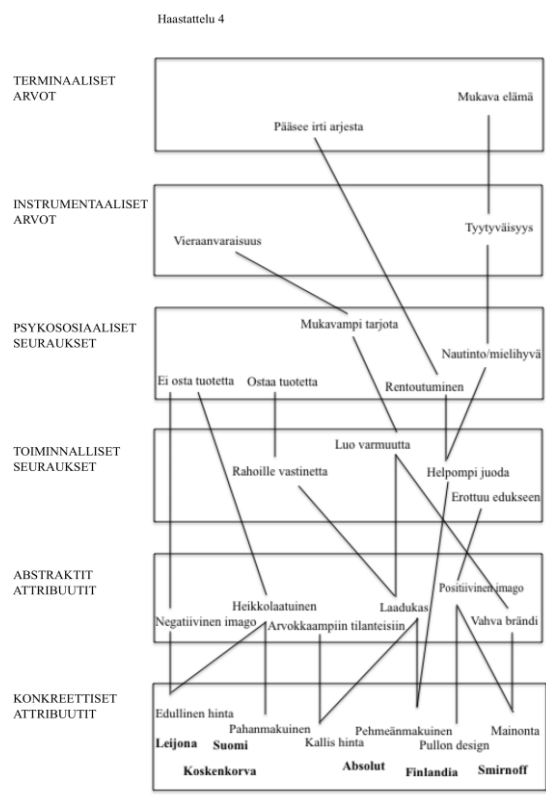 Haastattelu 4
TERMINAALISET
ARVOT
Mukava elämä
Pääsee irti arjesta
INSTRUMENTAALISET
ARVOT
Tyytyväisyys
Vieraanvaraisuus
PSYKOSOSIAALISET
SEURAUKSET
Mukavampi tarjota
Nautinto/mielihyvä
Ei osta tuotetta
Ostaa tuotetta
Rentoutuminen
TOIMINNALLISET
SEURAUKSET
Luo varmuutta
Rahoille vastinetta
Helpompi juoda
Erottuu edukseen
ABSTRAKTIT
ATTRIBUUTIT
Positiivinen imago
Heikkolaatuinen
Laadukas
Negatiivinen imago
Arvokkaampiin tilanteisiin
Vahva brändi
KONKREETTISET
ATTRIBUUTIT
Edullinen hinta
Pahanmakuinen
Pehmeänmakuinen
Mainonta
Leijona
Suomi
Kallis hinta
Pullon design
Koskenkorva
Absolut
Finlandia
Smirnoff